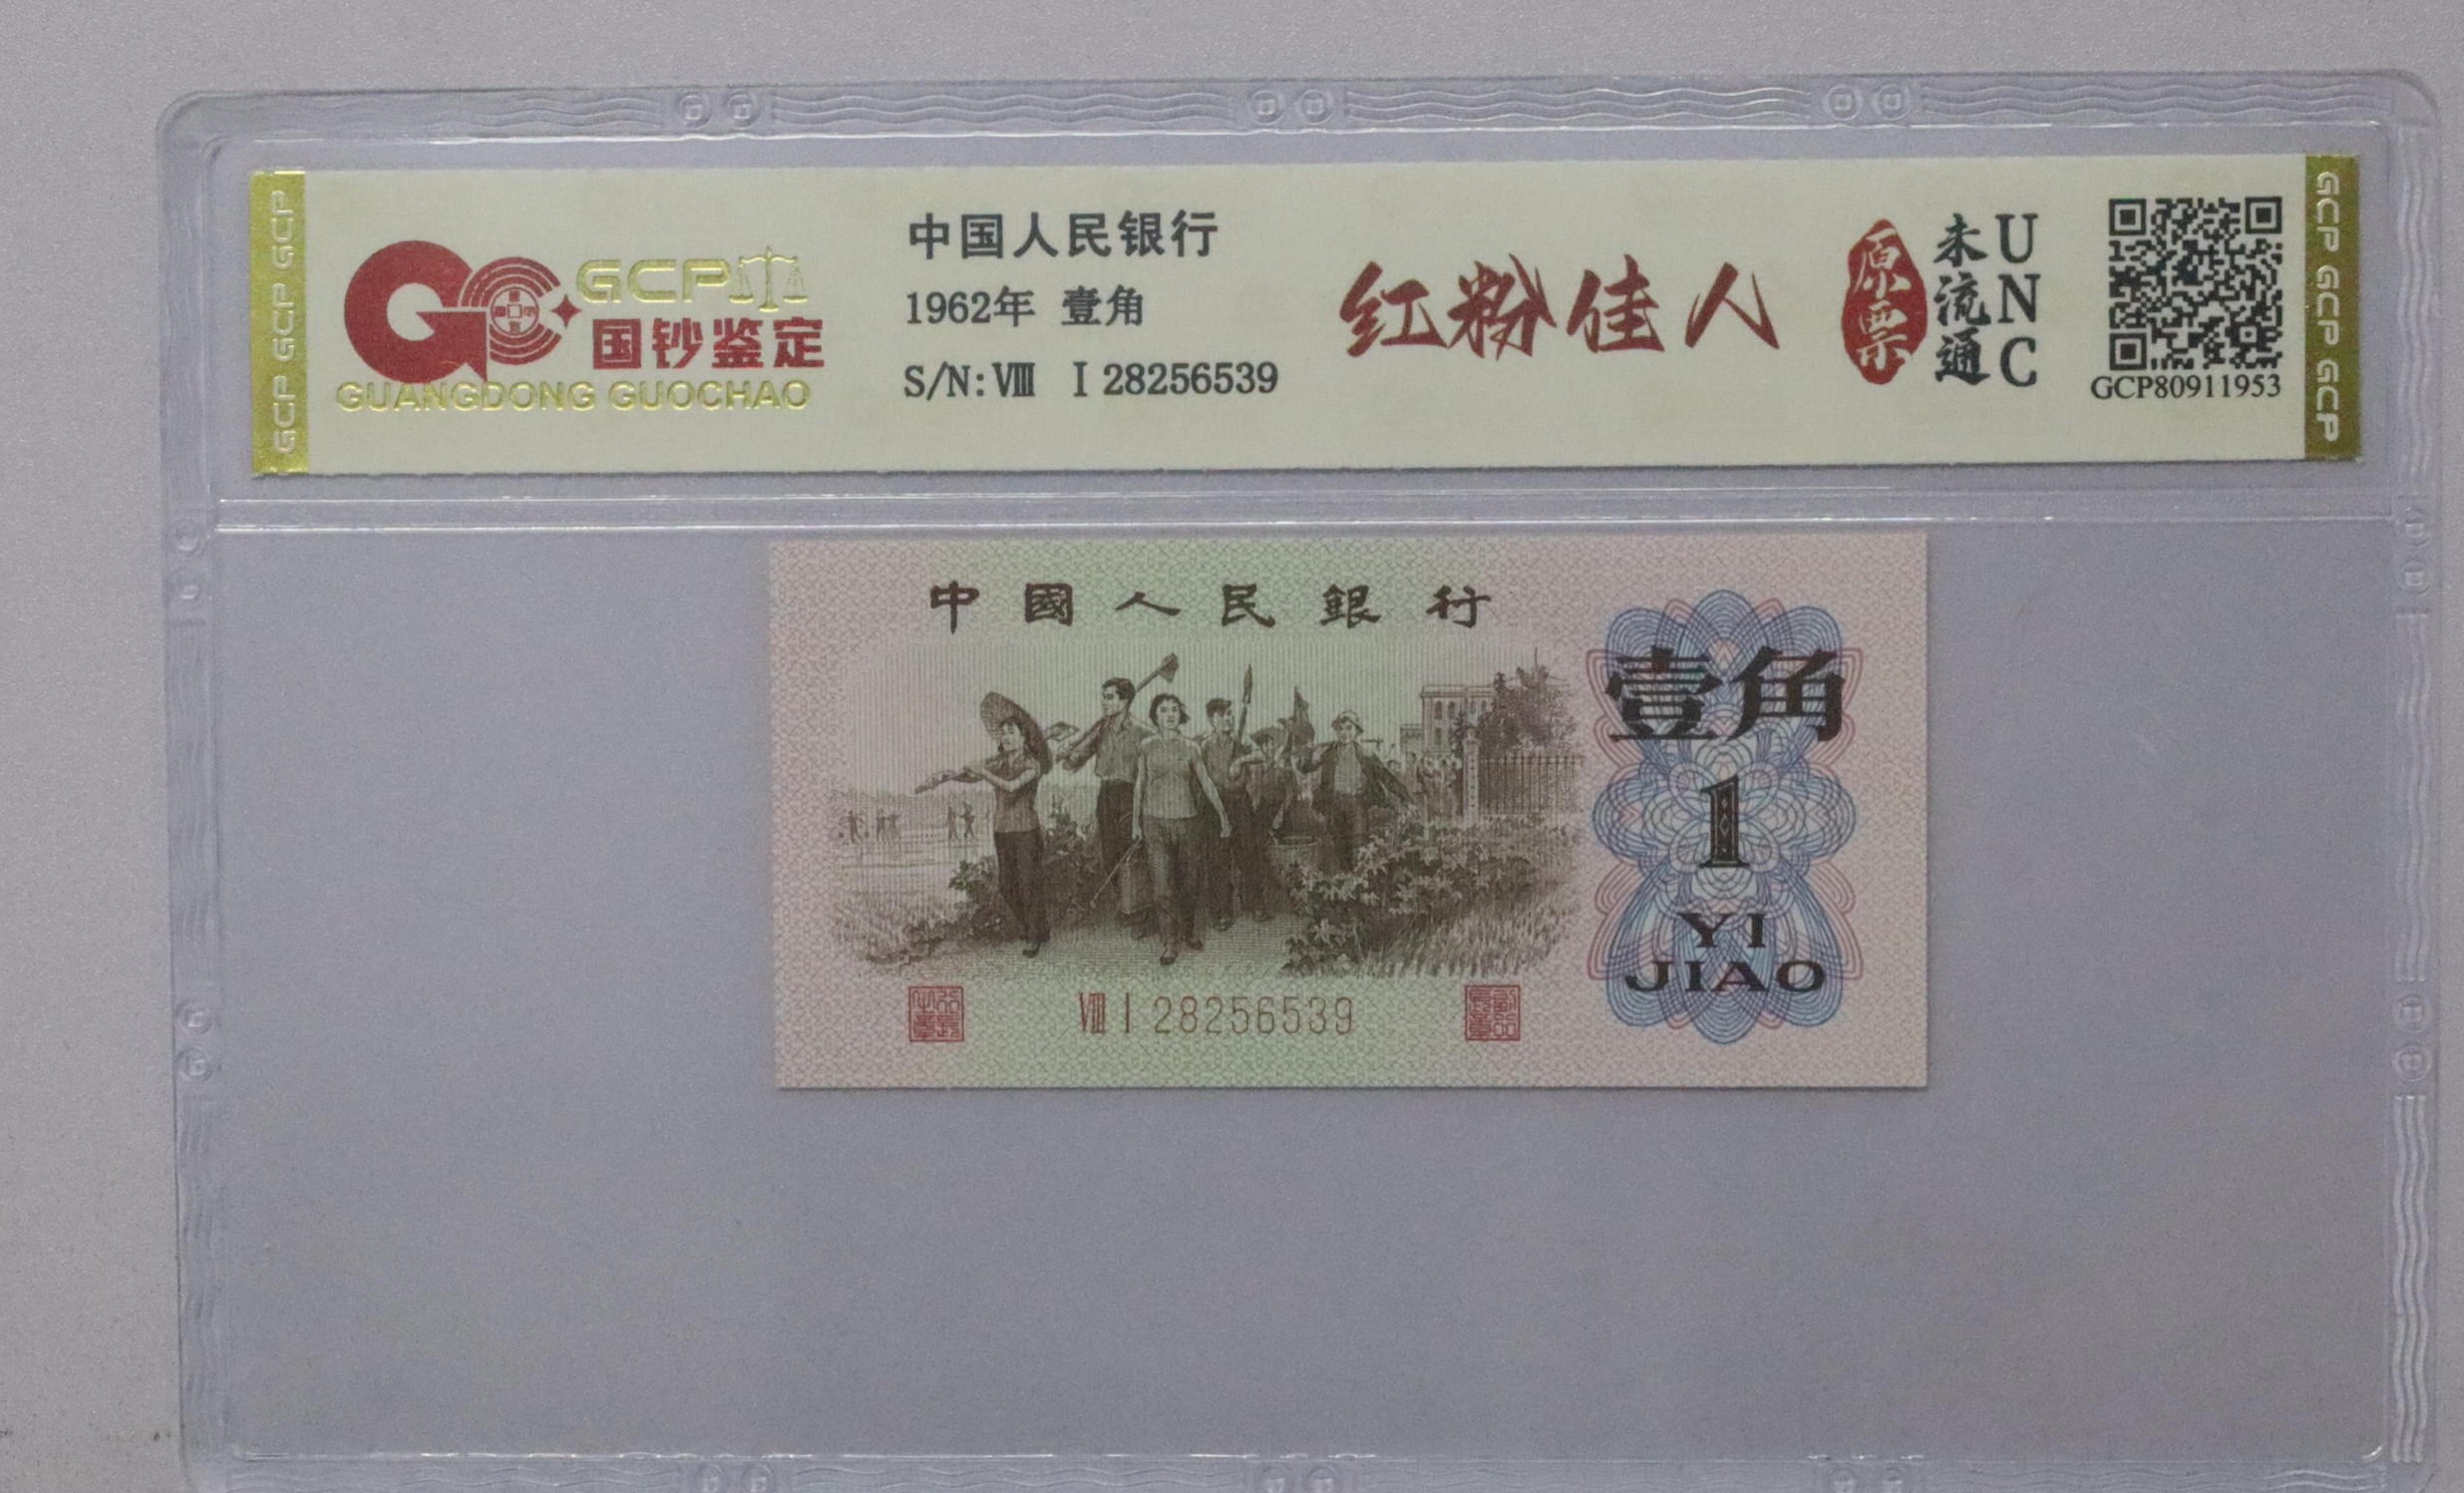 GCP GCP GCP
GCP
国钞鉴定
GUANGDONG GUOCHAO
中国人民银行
1962年 壹角
S/N: Ⅷ Ⅰ 28256539
红粉佳人
原票
未流通
UNC
GCP80911953
GCP GCP GCP
中國人民銀行
壹角
1
YI
JIAO
Ⅷ Ⅰ 28256539